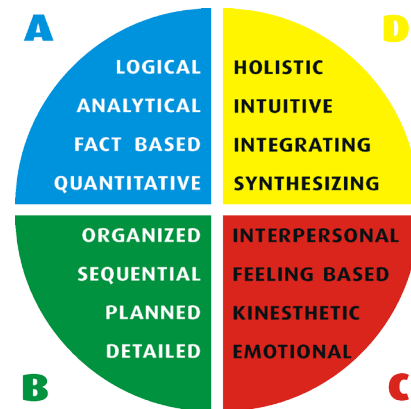 A
D
LOGICAL
ANALYTICAL
FACT BASED
QUANTITATIVE
HOLISTIC
INTUITIVE
INTEGRATING
SYNTHESIZING
ORGANIZED
SEQUENTIAL
PLANNED
DETAILED
INTERPERSONAL
FEELING BASED
KINESTHETIC
EMOTIONAL
B
C